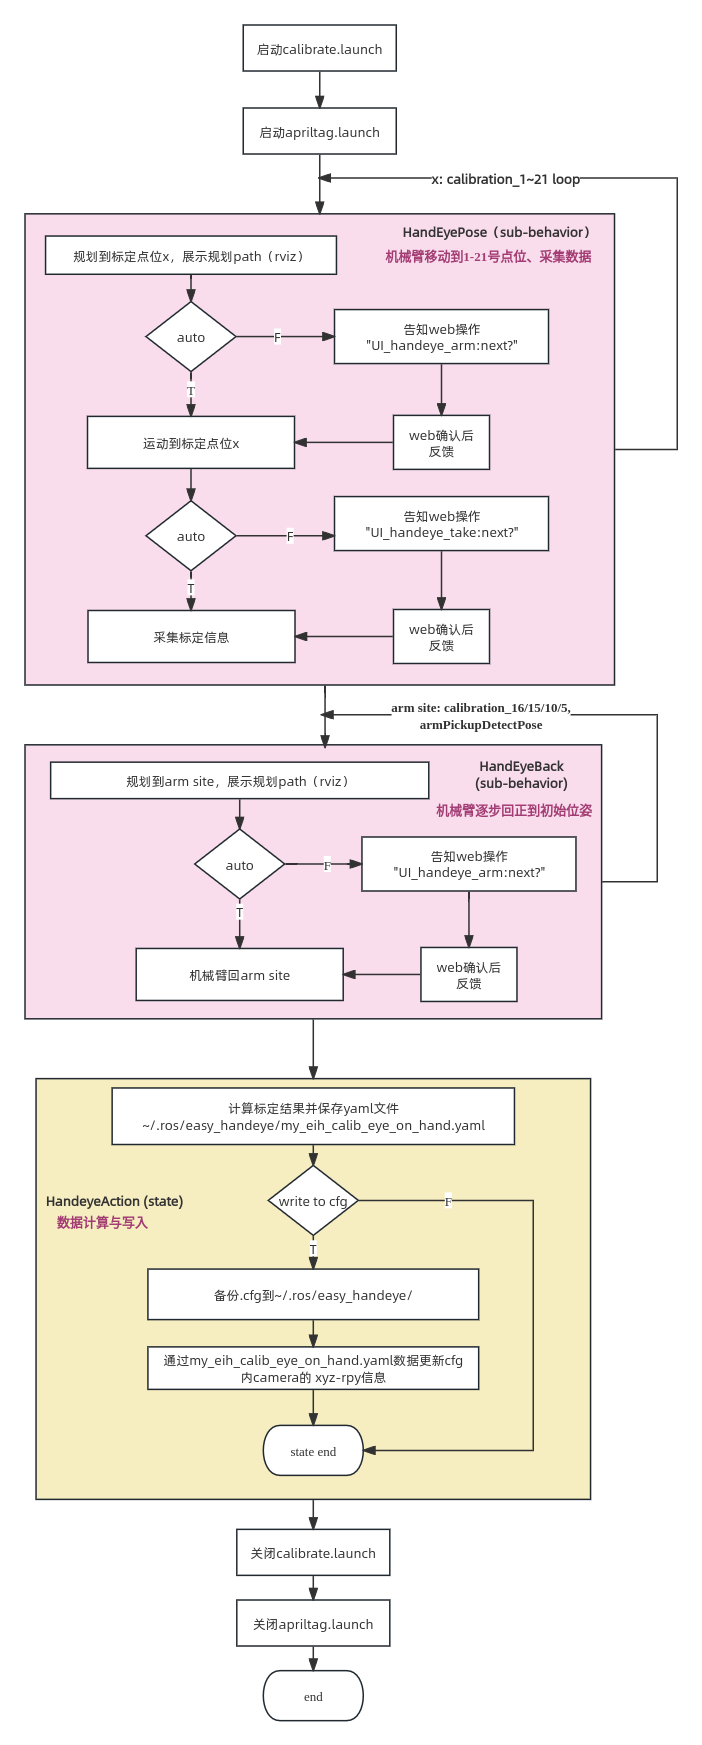 启动calibrate.launch
启动apriltag.launch
x: calibration_1~21 loop
HandEyePose（sub-behavior）
机械臂移动到1-21号点位、采集数据
规划到标定点位x，展示规划path（rviz）
auto
F
告知web操作
"UI_handeye_arm:next?"
T
运动到标定点位x
web确认后
反馈
auto
F
告知web操作
"UI_handeye_take:next?"
T
采集标定信息
web确认后
反馈
arm site: calibration_16/15/10/5,
armPickupDetectPose
HandEyeBack
(sub-behavior)
机械臂逐步回正到初始位姿
规划到arm site，展示规划path（rviz）
auto
F
告知web操作
"UI_handeye_arm:next?"
T
机械臂回arm site
web确认后
反馈
计算标定结果并保存yaml文件
~/.ros/easy_handeye/my_eih_calib_eye_on_hand.yaml
HandeyeAction (state)
数据计算与写入
write to cfg
F
T
备份.cfg到~/.ros/easy_handeye/
通过my_eih_calib_eye_on_hand.yaml数据更新cfg
内camera的 xyz-rpy信息
state end
关闭calibrate.launch
关闭apriltag.launch
end